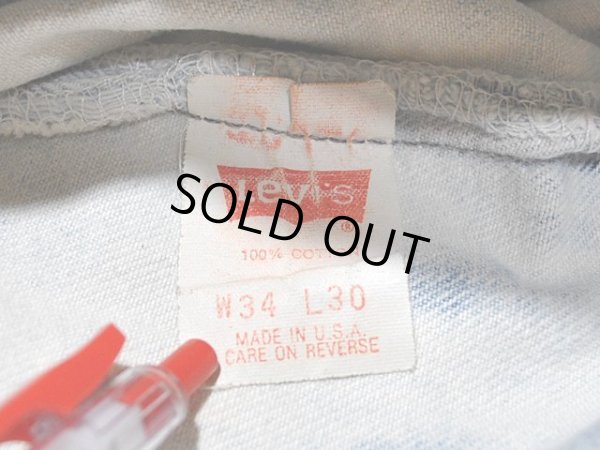 Levi's
®
SOLD OUT
100% COTTON
W34 L30
MADE IN U.S.A.
CARE ON REVERSE